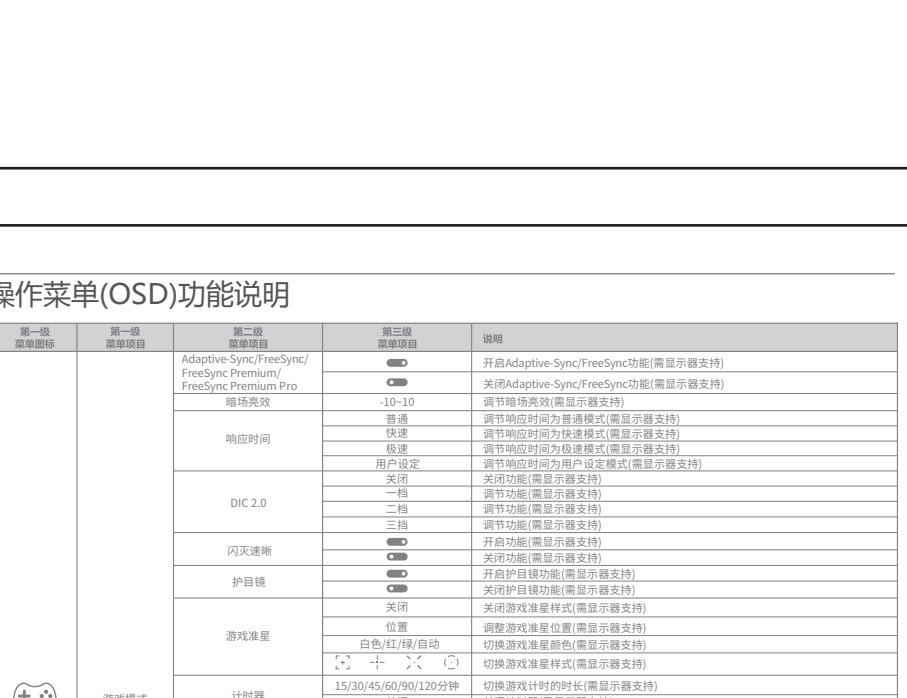 操作菜单(OSD)功能说明
第一级
菜单图标
第一级
菜单项目
第二级
菜单项目
第三级
菜单项目
说明
Adaptive-Sync/FreeSync/
FreeSync Premium/
FreeSync Premium Pro
开启Adaptive-Sync/FreeSync功能(需显示器支持)
关闭Adaptive-Sync/FreeSync功能(需显示器支持)
暗场亮效
-10~10
调节暗场亮效(需显示器支持)
响应时间
普通
调节响应时间为普通模式(需显示器支持)
快速
调节响应时间为快速模式(需显示器支持)
极速
调节响应时间为极速模式(需显示器支持)
用户设定
调节响应时间为用户设定模式(需显示器支持)
DIC 2.0
关闭
关闭功能(需显示器支持)
一档
调节功能(需显示器支持)
二档
调节功能(需显示器支持)
三挡
调节功能(需显示器支持)
闪灭速晰
开启功能(需显示器支持)
关闭功能(需显示器支持)
护目镜
开启护目镜功能(需显示器支持)
关闭护目镜功能(需显示器支持)
游戏准星
关闭
关闭游戏准星样式(需显示器支持)
位置
调整游戏准星位置(需显示器支持)
白色/红/绿/自动
切换游戏准星颜色(需显示器支持)
切换游戏准星样式(需显示器支持)
游戏模式
计时器
15/30/45/60/90/120分钟
切换游戏计时的时长(需显示器支持)